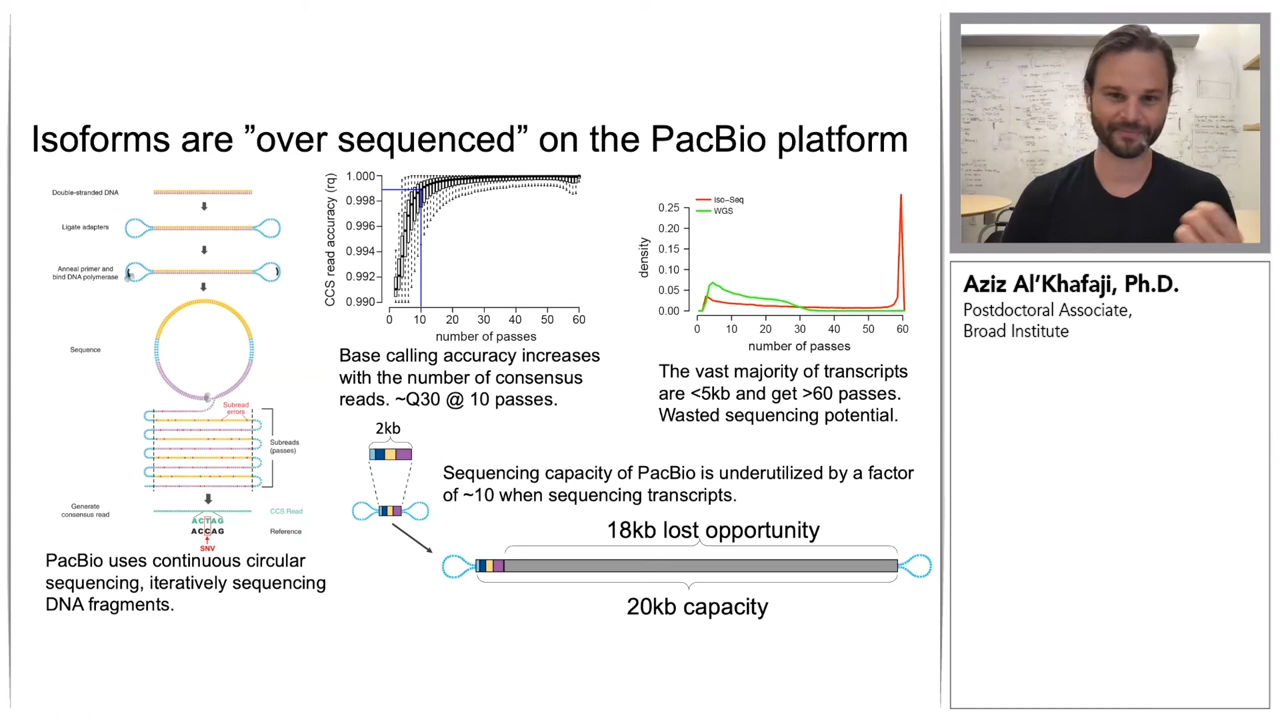 Isoforms are ”over sequenced” on the PacBio platform
Double-stranded DNA
Ligate adapters
Anneal primer and
bind DNA polymerase
Sequence
Subread
errors
Subreads
(passes)
Generate
consensus read
CCS Read
ACTAG
ACCAG
Reference
SNV
PacBio uses continuous circular
sequencing, iteratively sequencing
DNA fragments.
CCS read accuracy (rq)
1.000
0.998
0.996
0.994
0.992
0.990
0 10 20 30 40 50 60
number of passes
Base calling accuracy increases
with the number of consensus
reads. ~Q30 @ 10 passes.
Iso-Seq
WGS
density
0.25
0.20
0.15
0.10
0.05
0.00
0 10 20 30 40 50 60
number of passes
The vast majority of transcripts
are <5kb and get >60 passes.
Wasted sequencing potential.
2kb
Sequencing capacity of PacBio is underutilized by a factor
of ~10 when sequencing transcripts.
18kb lost opportunity
20kb capacity
Aziz Al’Khafaji, Ph.D.
Postdoctoral Associate,
Broad Institute